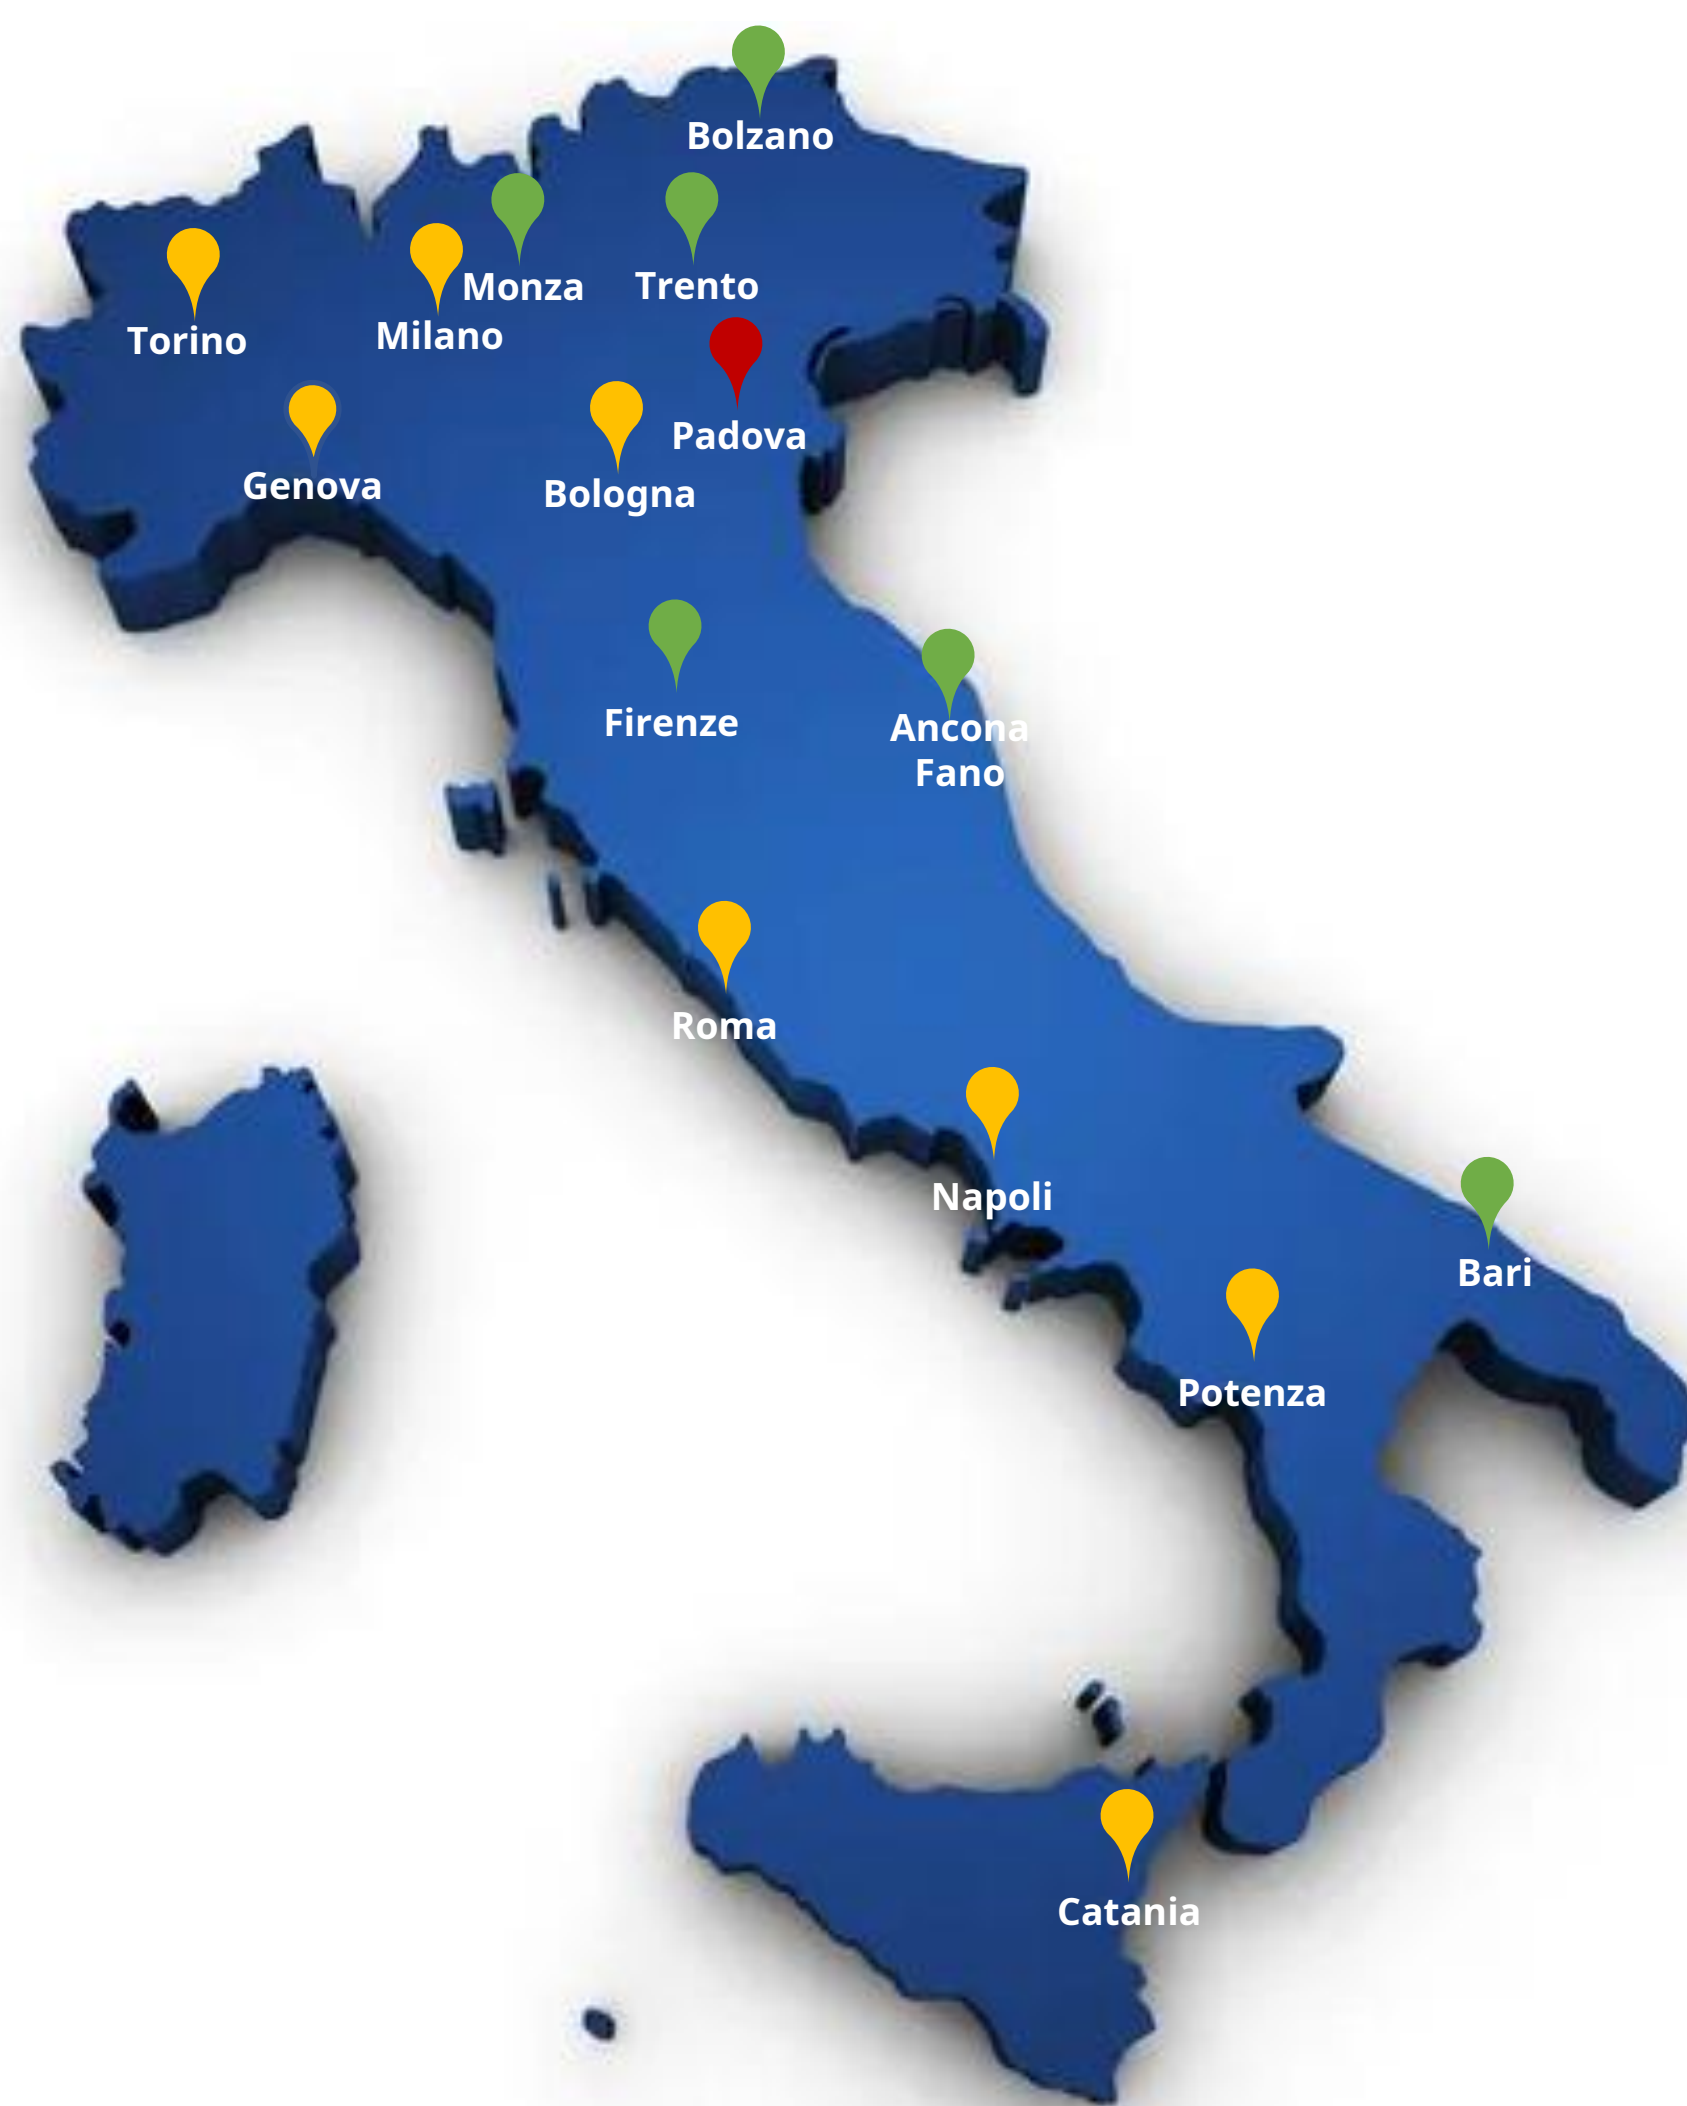 Bolzano
Monza
Trento
Torino
Milano
Padova
Genova
Bologna
Firenze
Ancona
Fano
Roma
Napoli
Bari
Potenza
Catania